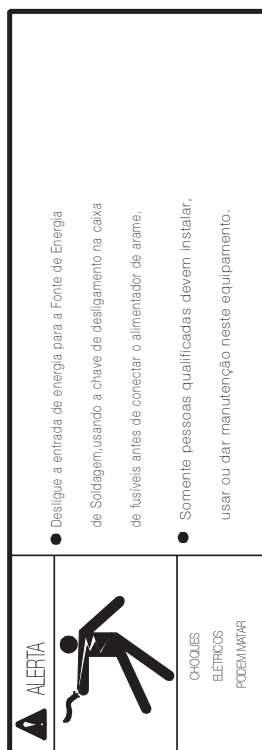 ALERTA
CHOQUES
ELÉTRICOS
PODEM MATAR
● Desligue a entrada de energia para a Fonte de Energia
de Soldagem,usando a chave de desligamento na caixa
de fusíveis antes de conectar o alimentador de arame.
● Somente pessoas qualificadas devem instalar,
usar ou dar manutenção neste equipamento.